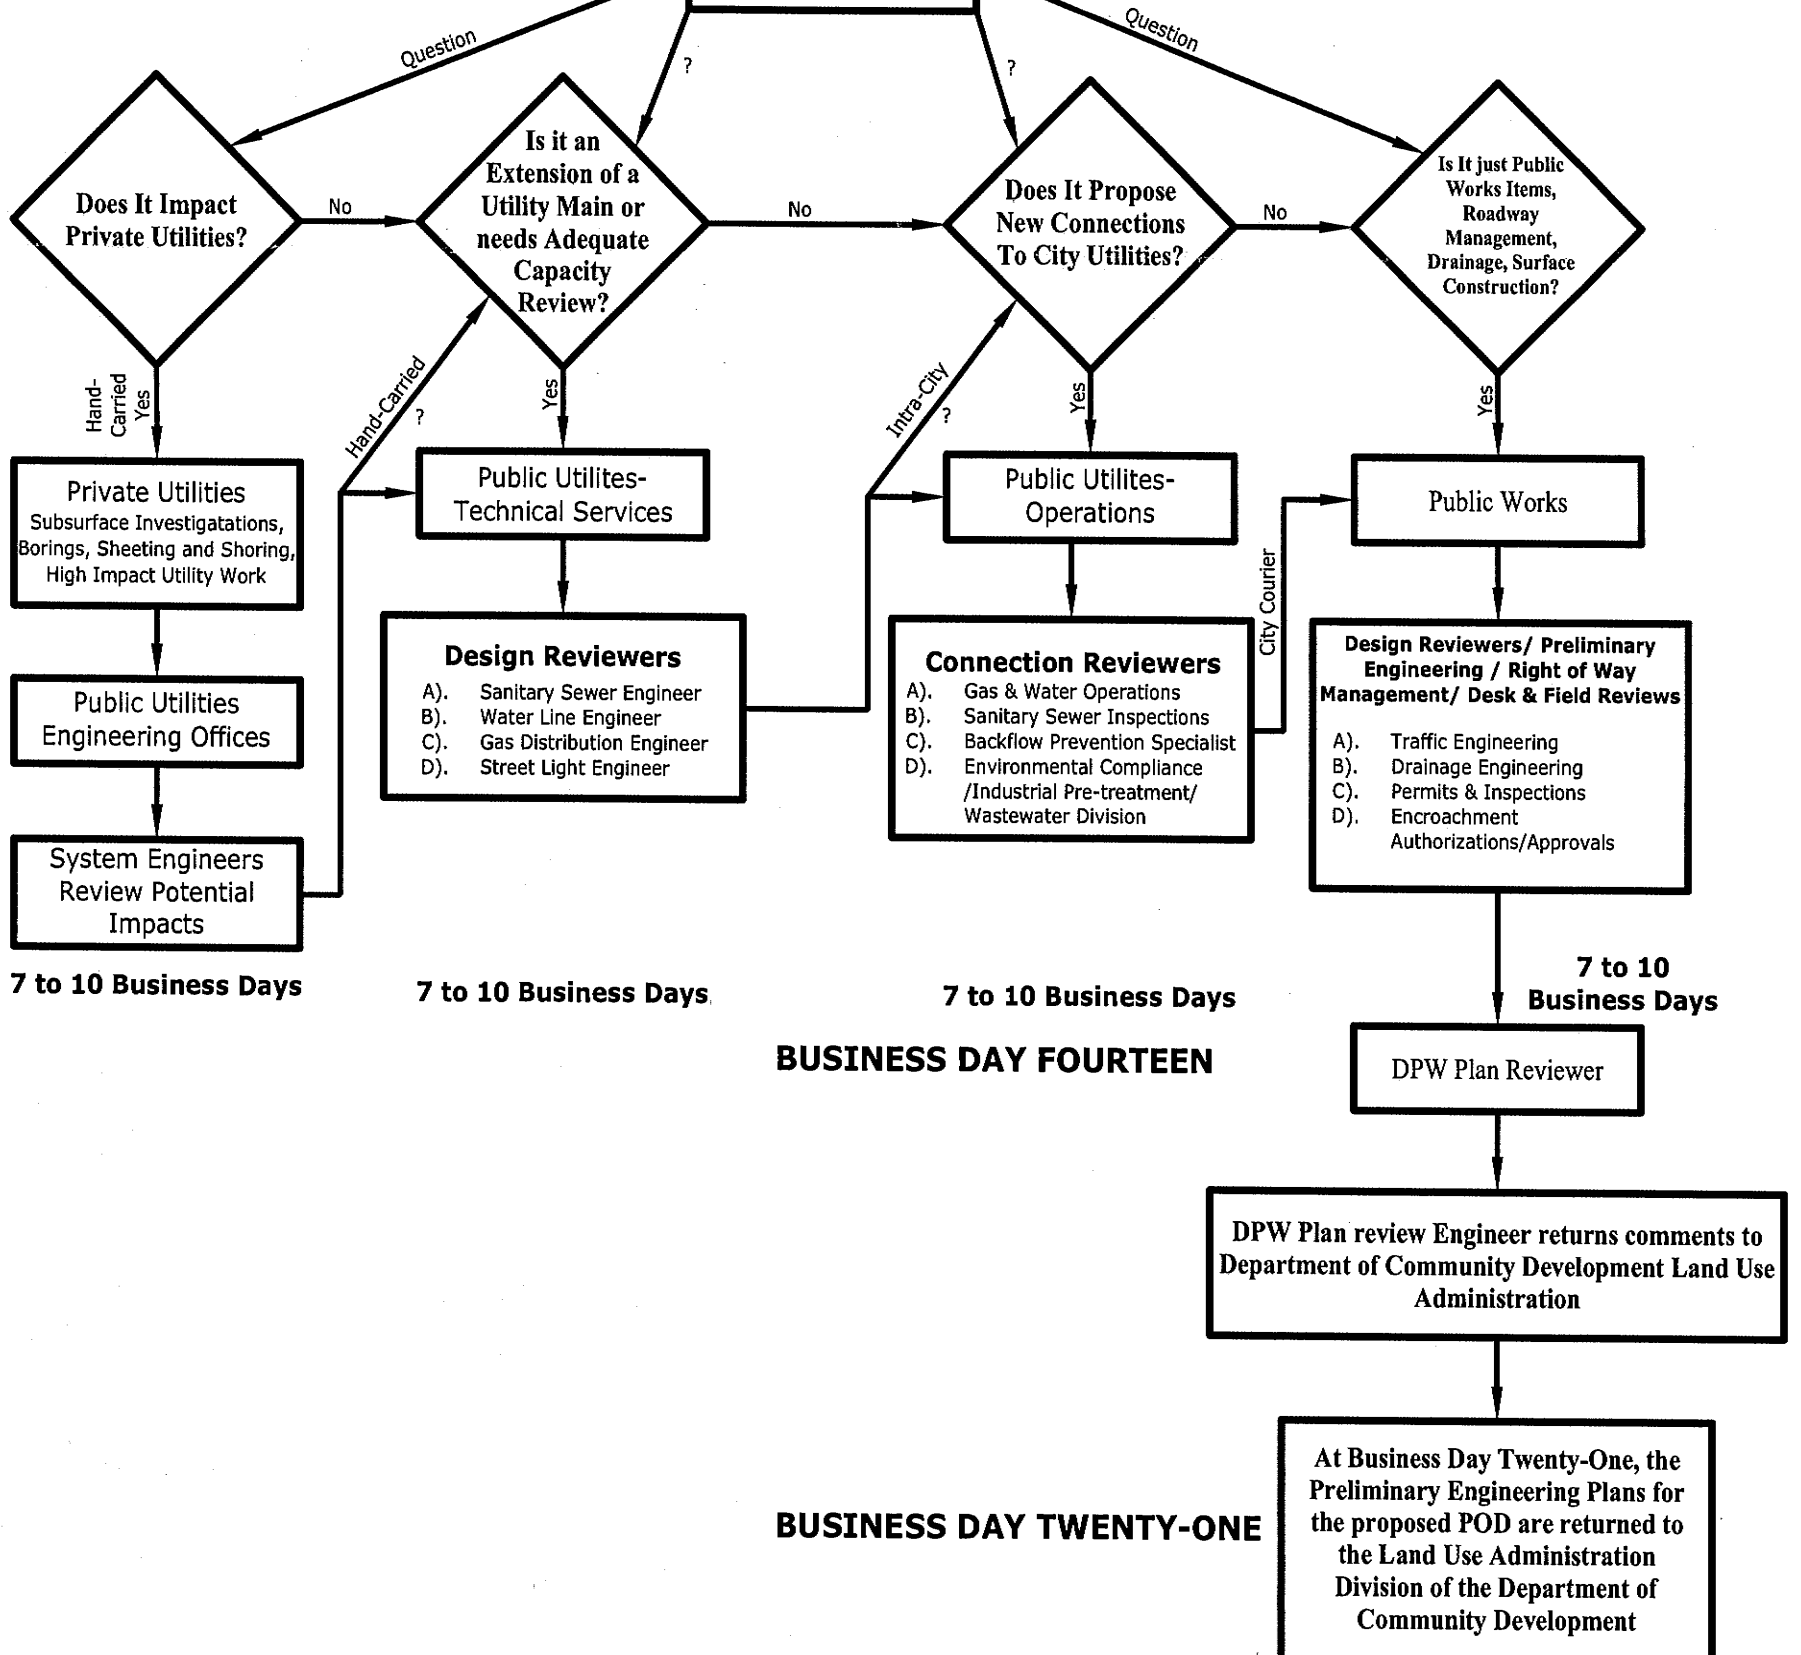 Question
?
?
Question
Does It Impact
Private Utilities?
No
Is it an
Extension of a
Utility Main or
needs Adequate
Capacity
Review?
No
Does It Propose
New Connections
To City Utilities?
No
Is It just Public
Works Items,
Roadway
Management,
Drainage, Surface
Construction?
Hand-
Carried
Yes
Hand-Carried
?
Yes
Intra-City
?
Yes
Yes
Private Utilities
Subsurface Investigatations,
Borings, Sheeting and Shoring,
High Impact Utility Work
Public Utilities
Engineering Offices
System Engineers
Review Potential
Impacts
7 to 10 Business Days
Public Utilites-
Technical Services
Design Reviewers
A). Sanitary Sewer Engineer
B). Water Line Engineer
C). Gas Distribution Engineer
D). Street Light Engineer
7 to 10 Business Days
Public Utilites-
Operations
Connection Reviewers
A). Gas & Water Operations
B). Sanitary Sewer Inspections
C). Backflow Prevention Specialist
D). Environmental Compliance
/Industrial Pre-treatment/
Wastewater Division
7 to 10 Business Days
City Courier
Public Works
Design Reviewers/ Preliminary
Engineering / Right of Way
Management/ Desk & Field Reviews
A). Traffic Engineering
B). Drainage Engineering
C). Permits & Inspections
D). Encroachment
Authorizations/Approvals
7 to 10
Business Days
BUSINESS DAY FOURTEEN
DPW Plan Reviewer
DPW Plan review Engineer returns comments to
Department of Community Development Land Use
Administration
BUSINESS DAY TWENTY-ONE
At Business Day Twenty-One, the
Preliminary Engineering Plans for
the proposed POD are returned to
the Land Use Administration
Division of the Department of
Community Development